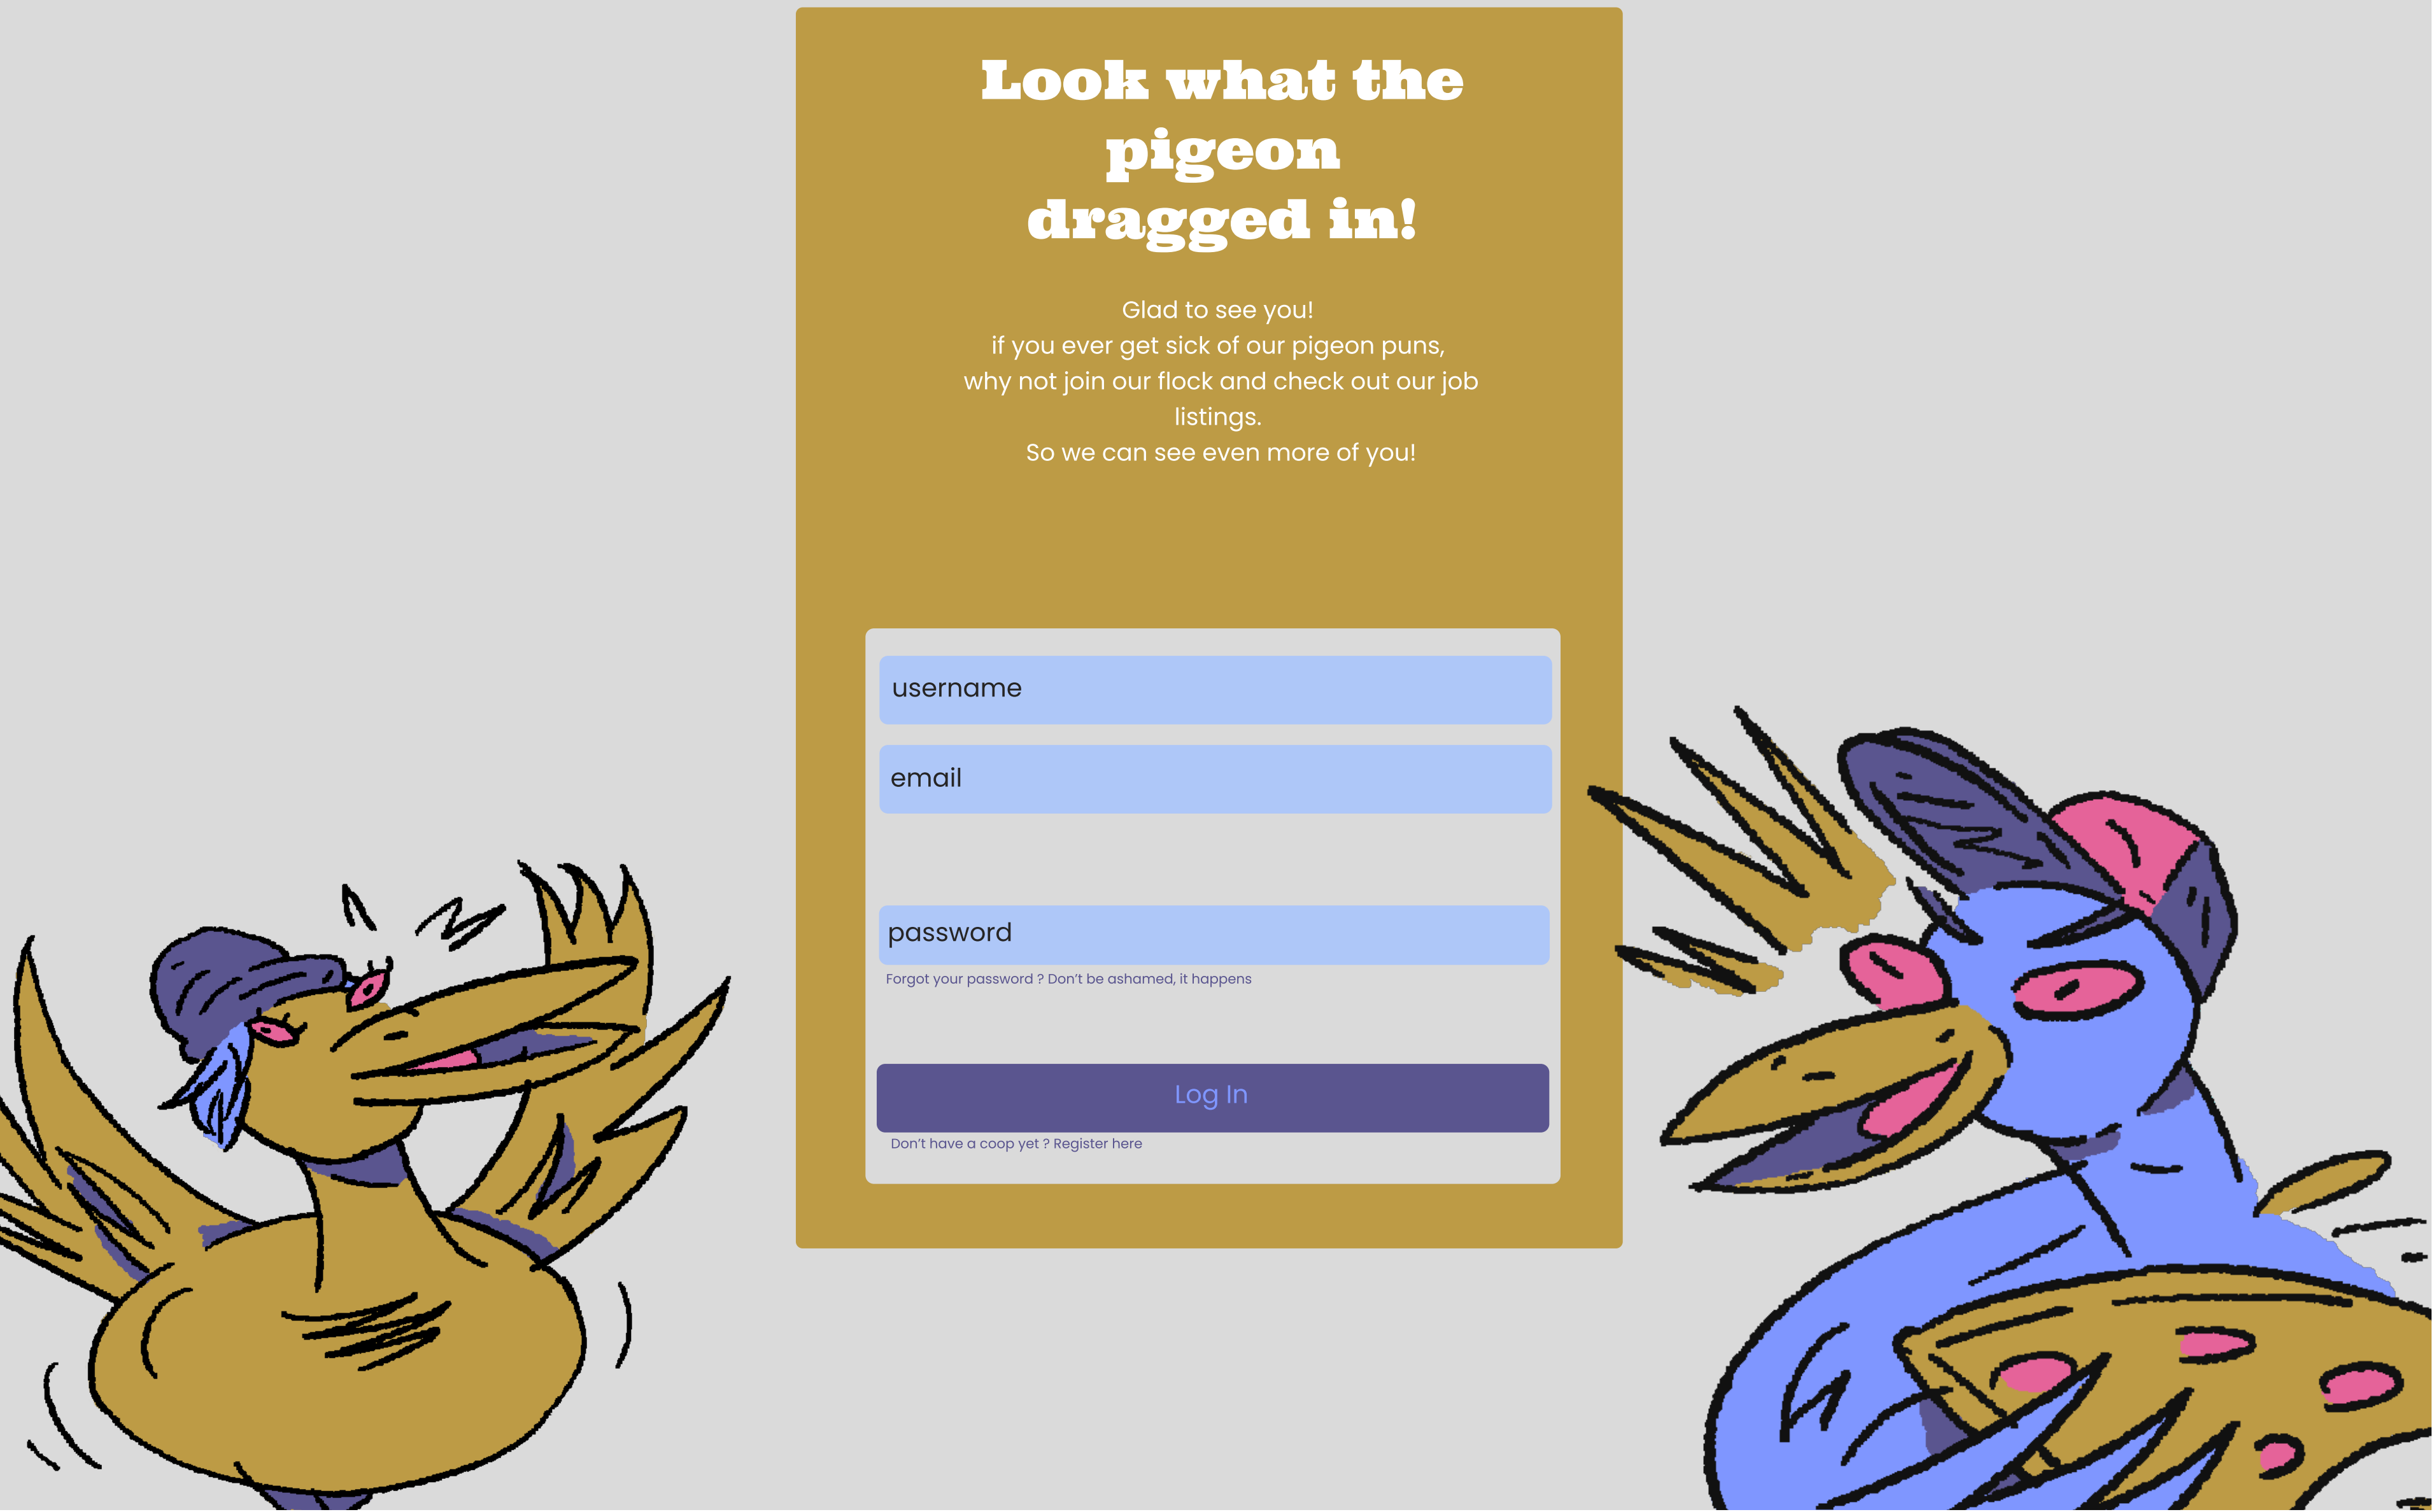 Look what the
pigeon
dragged in!
Glad to see you!
if you ever get sick of our pigeon puns,
why not join our flock and check out our job
listings.
So we can see even more of you!
username
email
password
Forgot your password ? Don't be ashamed, it happens
Log In
Don't have a coop yet ? Register here